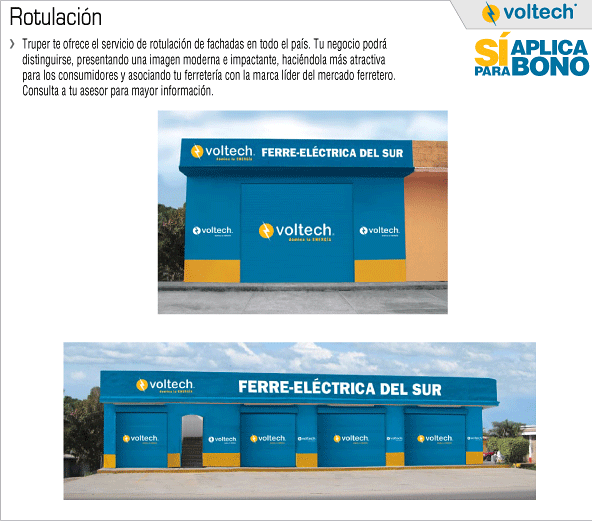 Rotulación
voltech
SÍ APLICA
PARA BONO
Truper te ofrece el servicio de rotulación de fachadas en todo el país. Tu negocio podrá
distinguirse, presentando una imagen moderna e impactante, haciéndola más atractiva
para los consumidores y asociando tu ferretería con la marca líder del mercado ferretero.
Consulta a tu asesor para mayor información.
voltech. FERRE-ELÉCTRICA DEL SUR
domina la ENERGÍA
voltech. voltech. voltech.
domina la ENERGÍA
voltech. FERRE-ELÉCTRICA DEL SUR
domina la ENERGÍA
voltech. voltech. voltech. voltech. voltech. voltech. voltech. voltech.